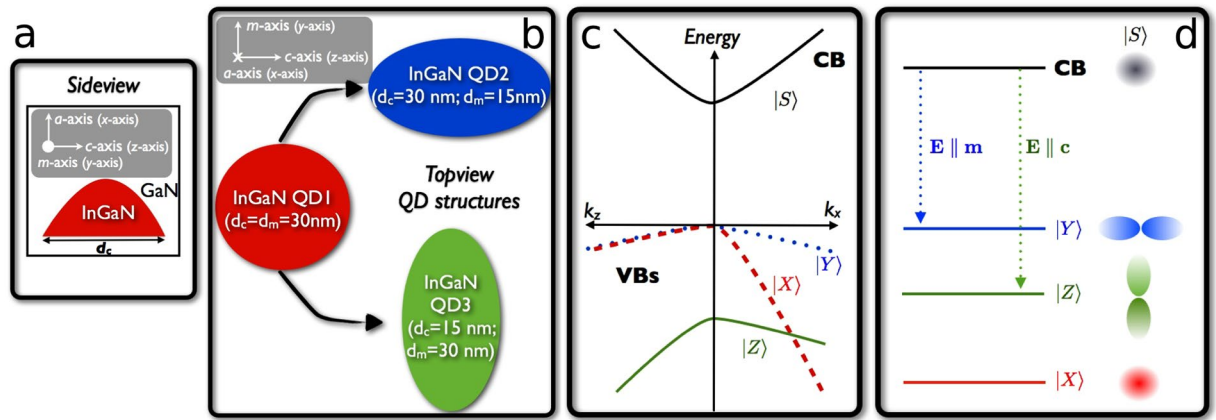 a
Sideview
a-axis (x-axis)
c-axis (z-axis)
m-axis (y-axis)
GaN
InGaN
d_c
b
m-axis (y-axis)
c-axis (z-axis)
a-axis (x-axis)
InGaN QD2
(d_c=30 nm; d_m=15nm)
InGaN QD1
(d_c=d_m=30nm)
Topview
QD structures
InGaN
QD3
(d_c=15 nm;
d_m=30 nm)
c
Energy
CB
|S⟩
k_z
k_x
VBs
|Y⟩
|X⟩
|Z⟩
d
|S⟩
CB
E ∥ m
E ∥ c
|Y⟩
|Z⟩
|X⟩